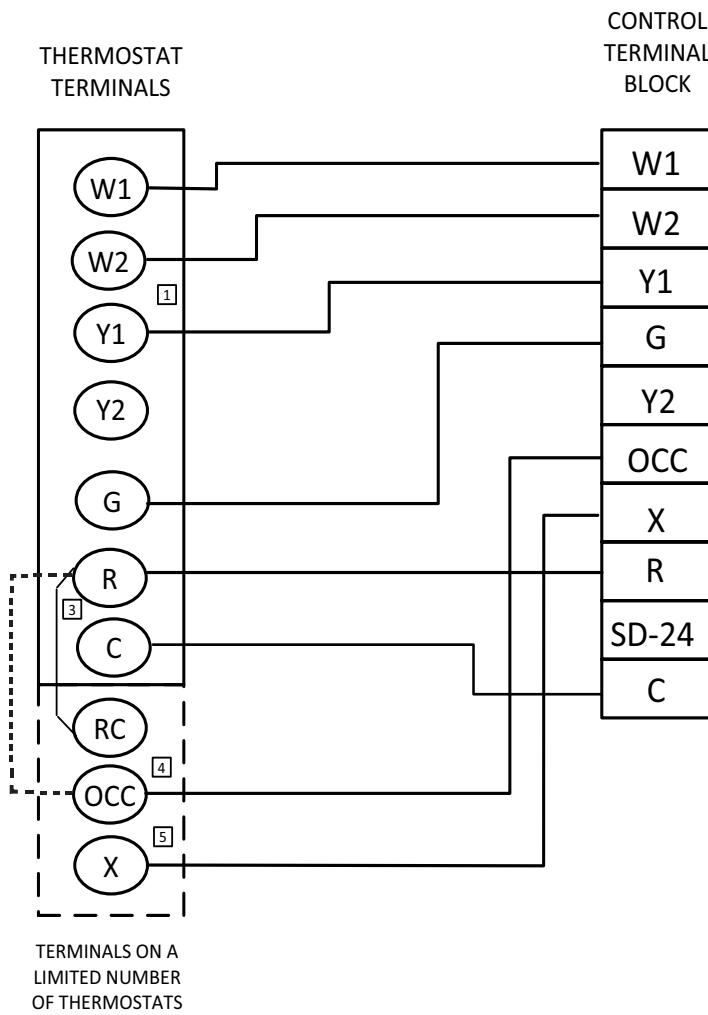 THERMOSTAT
TERMINALS
W1
W2
1
Y1
Y2
G
R
3
C
RC
4
OCC
5
X
TERMINALS ON A
LIMITED NUMBER
OF THERMOSTATS
CONTROL
TERMINAL
BLOCK
W1
W2
Y1
G
Y2
OCC
X
R
SD-24
C